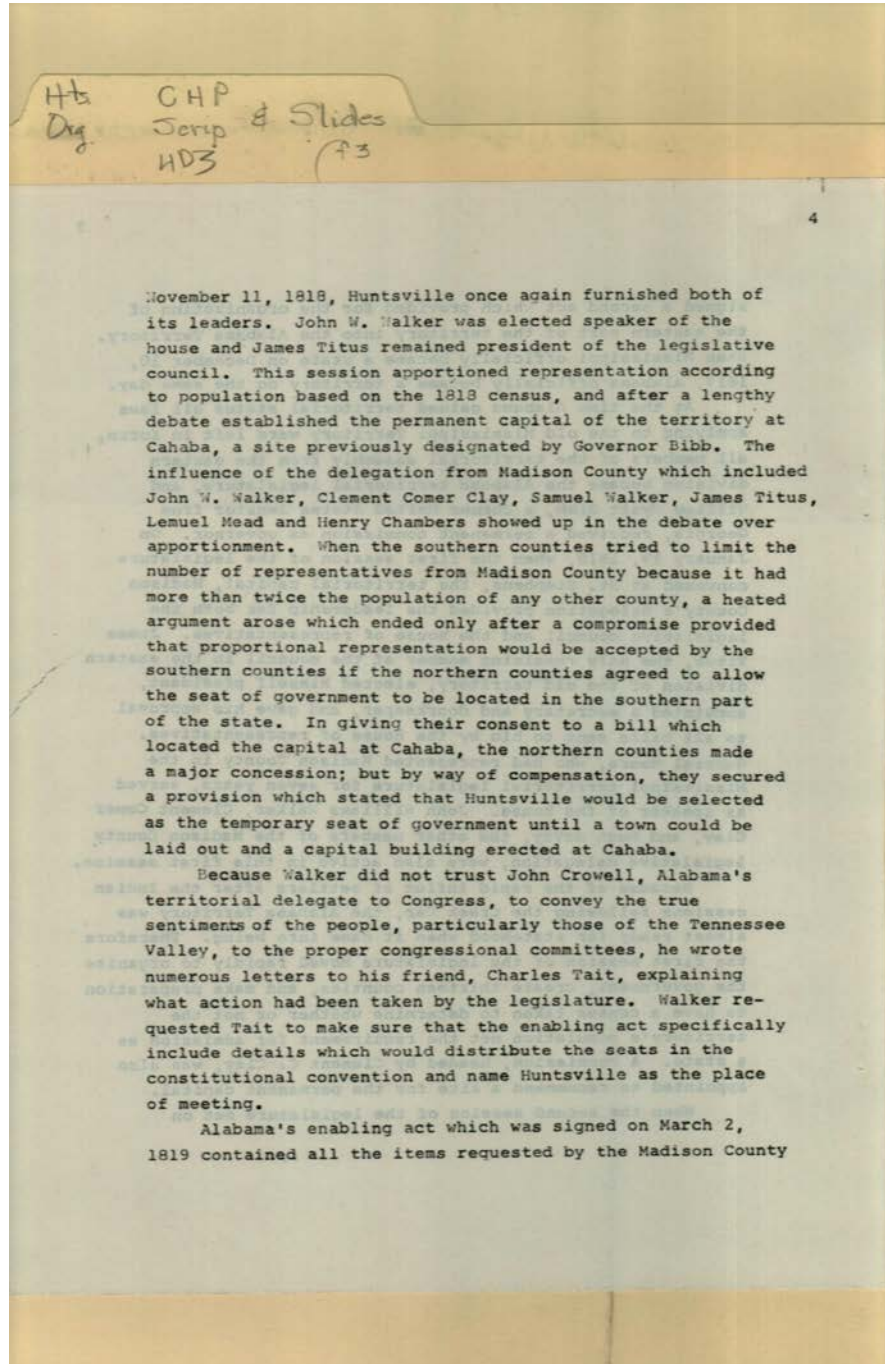 Hts. CHP
Org. Scrip & Slides
HD3 (f3
4
November 11, 1818, Huntsville once again furnished both of
its leaders. John W. Walker was elected speaker of the
house and James Titus remained president of the legislative
council. This session apportioned representation according
to population based on the 1818 census, and after a lengthy
debate established the permanent capital of the territory at
Cahaba, a site previously designated by Governor Bibb. The
influence of the delegation from Madison County which included
John W. Walker, Clement Comer Clay, Samuel Walker, James Titus,
Lemuel Mead and Henry Chambers showed up in the debate over
apportionment. When the southern counties tried to limit the
number of representatives from Madison County because it had
more than twice the population of any other county, a heated
argument arose which ended only after a compromise provided
that proportional representation would be accepted by the
southern counties if the northern counties agreed to allow
the seat of government to be located in the southern part
of the state. In giving their consent to a bill which
located the capital at Cahaba, the northern counties made
a major concession; but by way of compensation, they secured
a provision which stated that Huntsville would be selected
as the temporary seat of government until a town could be
laid out and a capital building erected at Cahaba.
Because Walker did not trust John Crowell, Alabama's
territorial delegate to Congress, to convey the true
sentiments of the people, particularly those of the Tennessee
Valley, to the proper congressional committees, he wrote
numerous letters to his friend, Charles Tait, explaining
what action had been taken by the legislature. Walker re-
quested Tait to make sure that the enabling act specifically
include details which would distribute the seats in the
constitutional convention and name Huntsville as the place
of meeting.
Alabama's enabling act which was signed on March 2,
1819 contained all the items requested by the Madison County